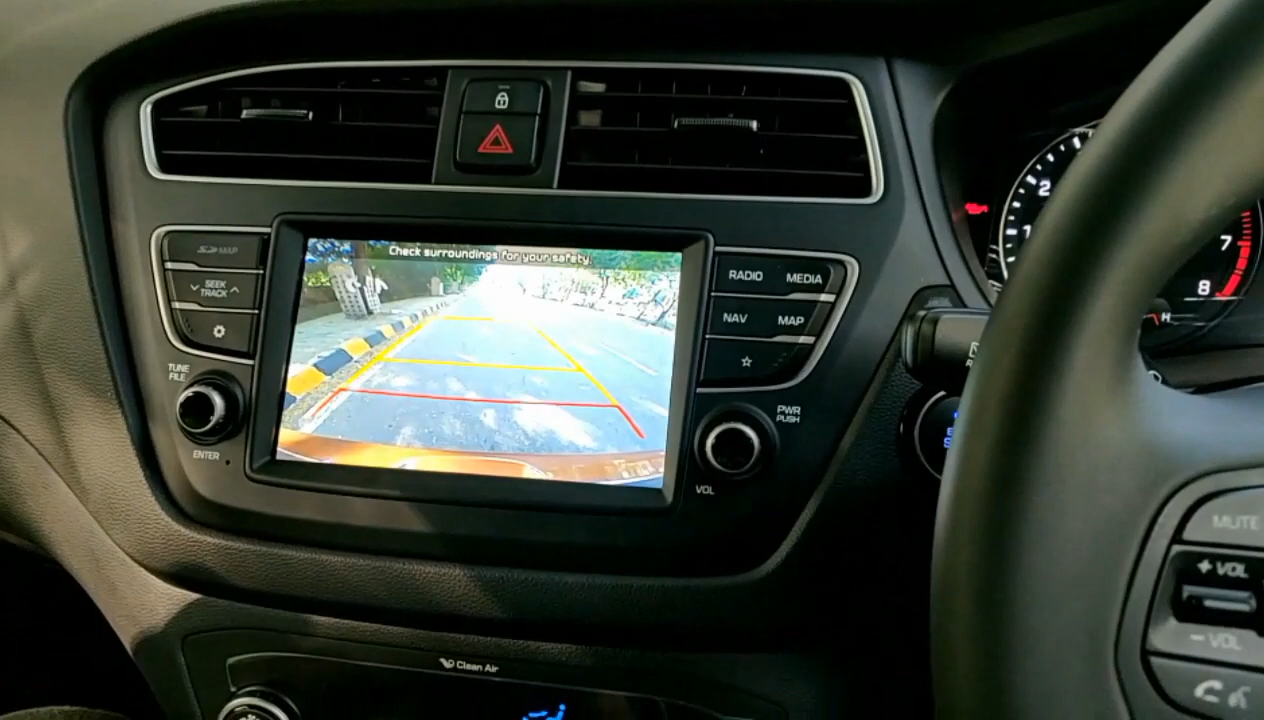 Check surroundings for your safety.
MAP
SEEK
TRACK
TUNE
FILE
ENTER
RADIO
MEDIA
NAV
MAP
PWR
PUSH
VOL
Clean Air
2
1
7
8
H
MUTE
+ VOL
- VOL